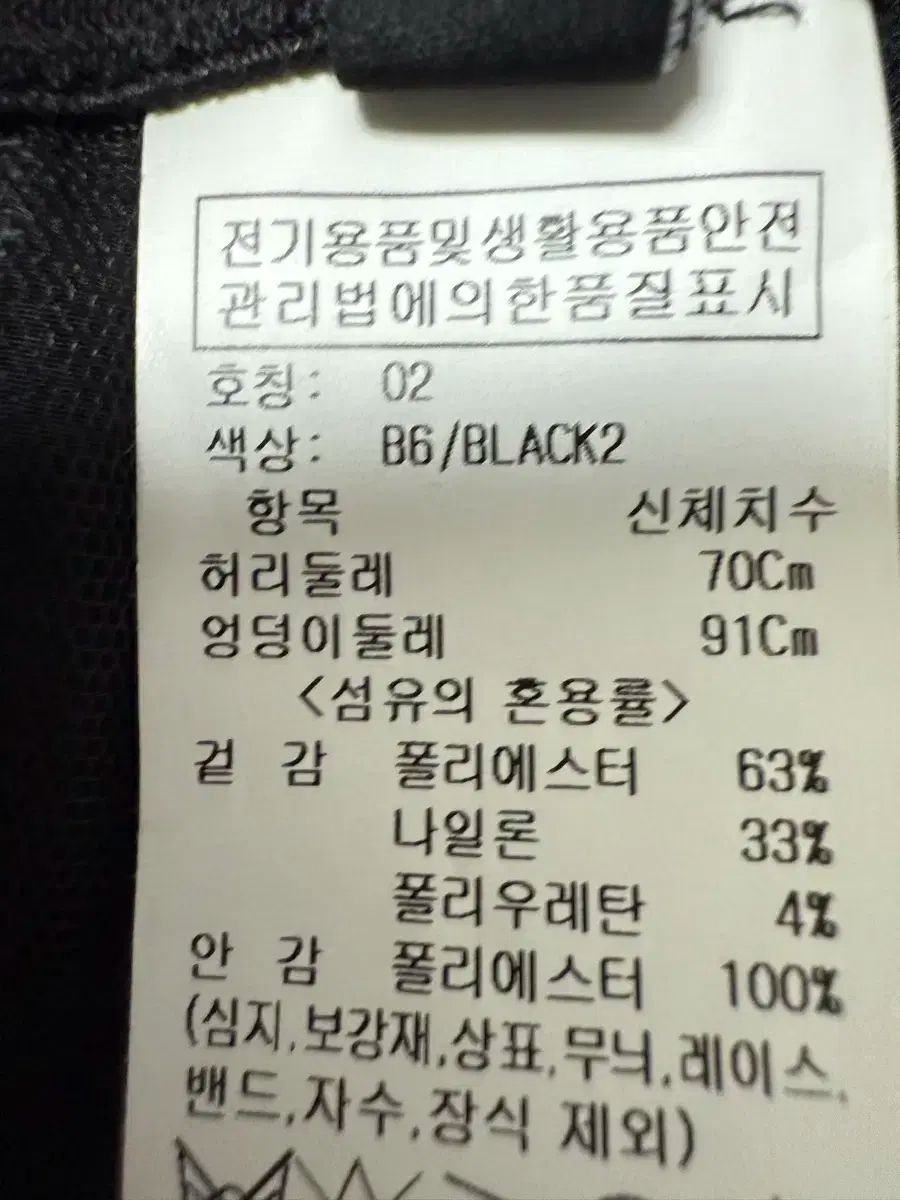 전기용품및생활용품안전
관리법에의한품질표시
호칭: 02
색상: B6/BLACK2
항목 신체치수
허리둘레 70Cm
엉덩이둘레 91Cm
<섬유의 혼용률>
겉 감 폴리에스터 63%
나일론 33%
폴리우레탄 4%
안 감 폴리에스터 100%
(심지,보강재,상표,무늬,레이스,
밴드,자수,장식 제외)